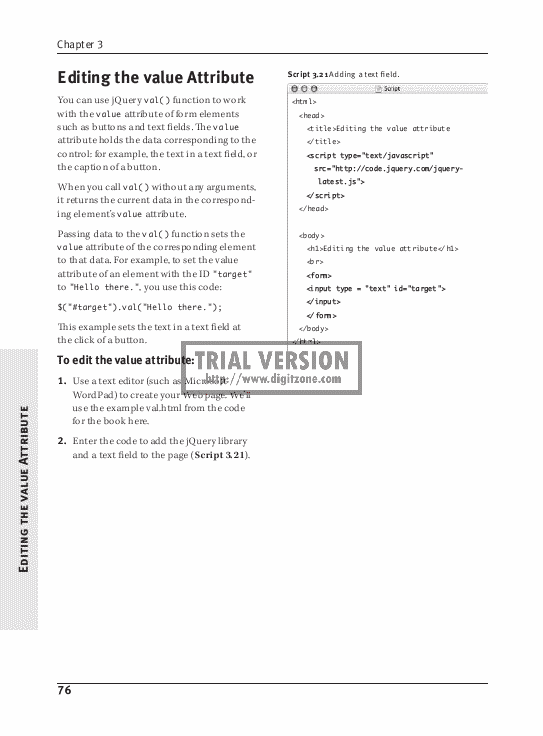 Chapter 3
Editing the value Attribute
You can use jQuery val() function to work
with the value attribute of form elements
such as buttons and text fields. The value
attribute holds the data corresponding to the
control: for example, the text in a text field, or
the caption of a button.
When you call val() without any arguments,
it returns the current data in the correspond-
ing element's value attribute.
Passing data to the val() function sets the
value attribute of the corresponding element
to that data. For example, to set the value
attribute of an element with the ID "target"
to "Hello there.", you use this code:
$("#target").val("Hello there.");
This example sets the text in a text field at
the click of a button.
To edit the value attribute:
1. Use a text editor (such as Microsoft
WordPad) to create your Web page. We'll
use the example val.html from the code
for the book here.
2. Enter the code to add the jQuery library
and a text field to the page (Script 3.21).
Script 3.21 Adding a text field.
Script
<html>
<head>
<title>Editing the value attribute
</title>
<script type="text/javascript"
src="http://code.jquery.com/jquery-
latest.js">
</script>
</head>
<body>
<h1>Editing the value attribute</h1>
<br>
<form>
<input type = "text" id="target">
</input>
</form>
</body>
</html>
TRIAL VERSION
http://www.digitzone.com
Editing the value Attribute
76